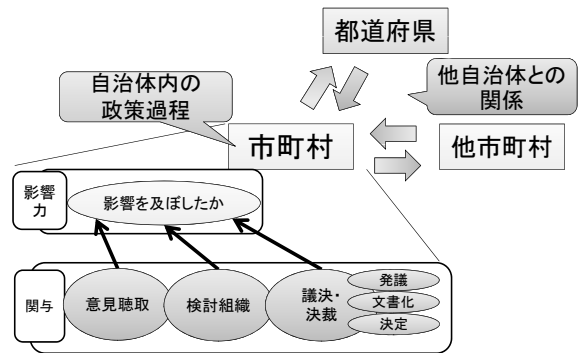 都道府県
自治体内の
政策過程
他自治体との
関係
市町村
他市町村
影響
力
影響を及ぼしたか
関与
意見聴取
検討組織
議決・
決裁
発議
文書化
決定